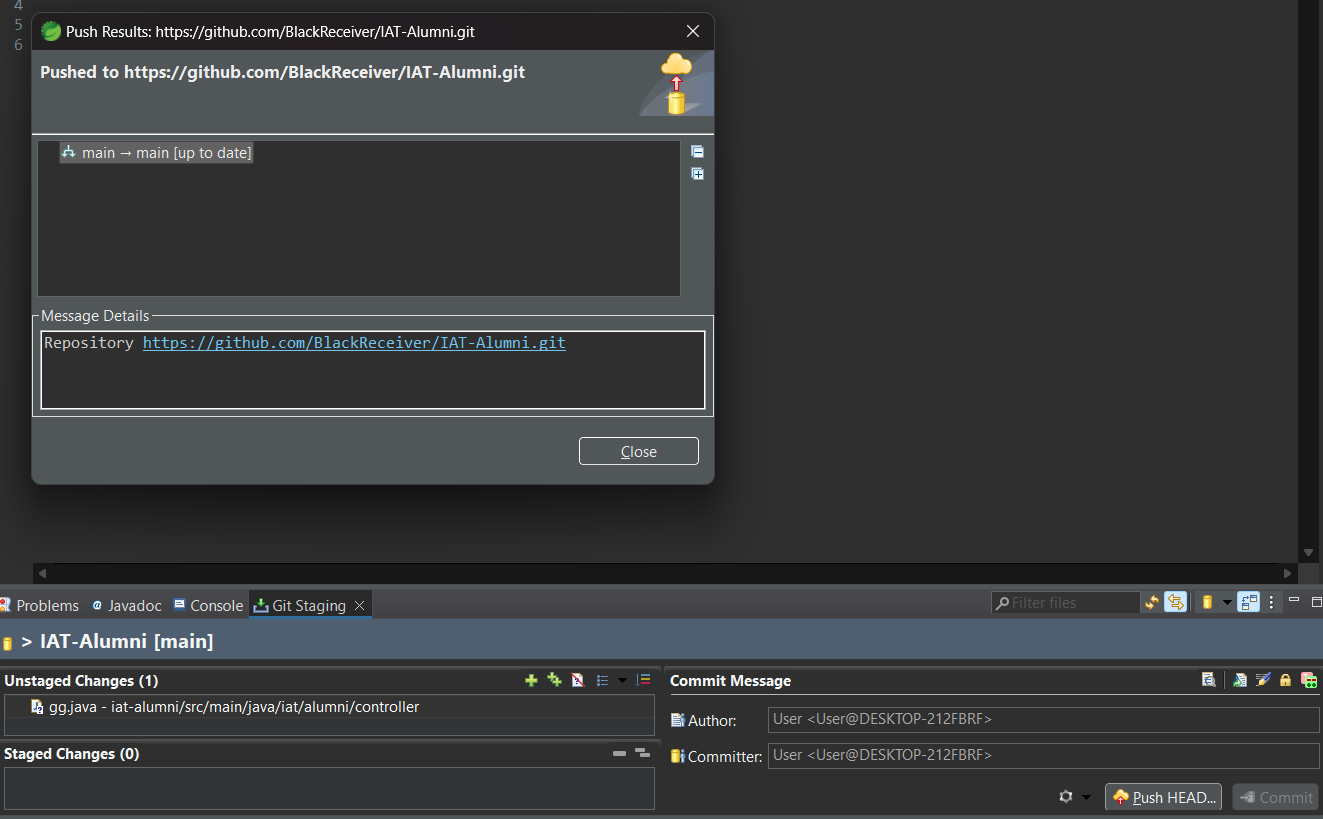 4
5
6
Push Results: https://github.com/BlackReceiver/IAT-Alumni.git
Pushed to https://github.com/BlackReceiver/IAT-Alumni.git
main → main [up to date]
Message Details
Repository https://github.com/BlackReceiver/IAT-Alumni.git
Close
Problems
Javadoc
Console
Git Staging
Filter files
> IAT-Alumni [main]
Unstaged Changes (1)
gg.java - iat-alumni/src/main/java/iat/alumni/controller
Staged Changes (0)
Commit Message
Author:
User <User@DESKTOP-212FBRF>
Committer:
User <User@DESKTOP-212FBRF>
Push HEAD...
Commit